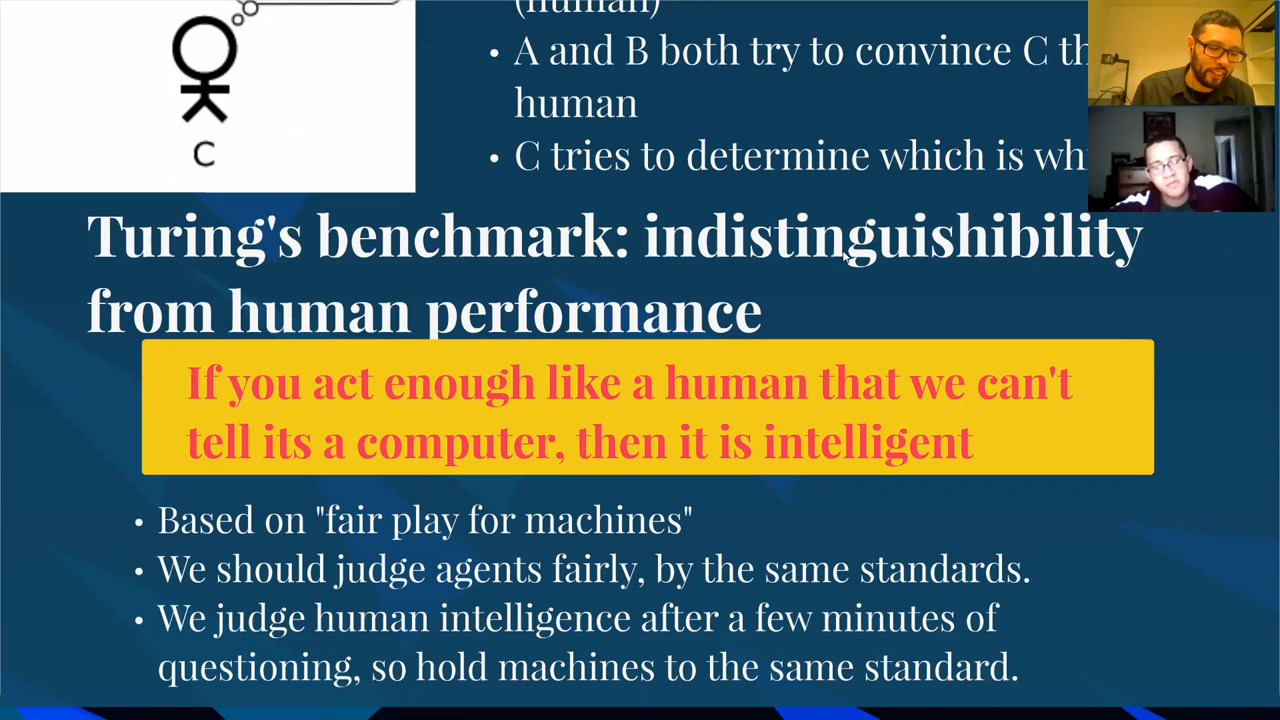 (human)
A and B both try to convince C
human
C tries to determine which is
C
Turing's benchmark: indistinguishibility
from human performance
If you act enough like a human that we can't
tell its a computer, then it is intelligent
Based on "fair play for machines"
We should judge agents fairly, by the same standards.
We judge human intelligence after a few minutes of
questioning, so hold machines to the same standard.